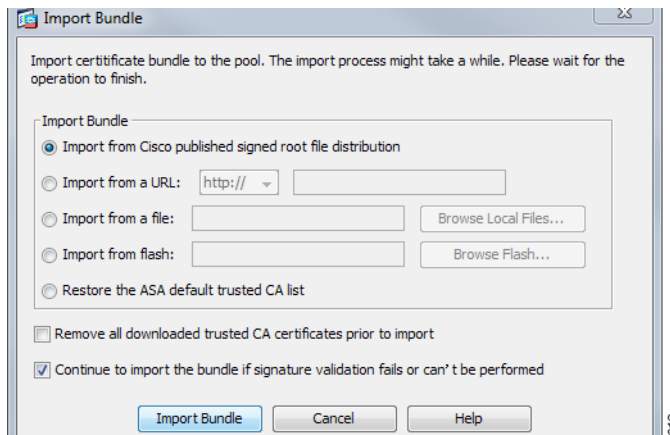 Import Bundle
Import certitificate bundle to the pool. The import process might take a while. Please wait for the
operation to finish.
Import Bundle
Import from Cisco published signed root file distribution
Import from a URL: http://
Import from a file: Browse Local Files...
Import from flash: Browse Flash...
Restore the ASA default trusted CA list
Remove all downloaded trusted CA certificates prior to import
Continue to import the bundle if signature validation fails or can't be performed
Import Bundle Cancel Help